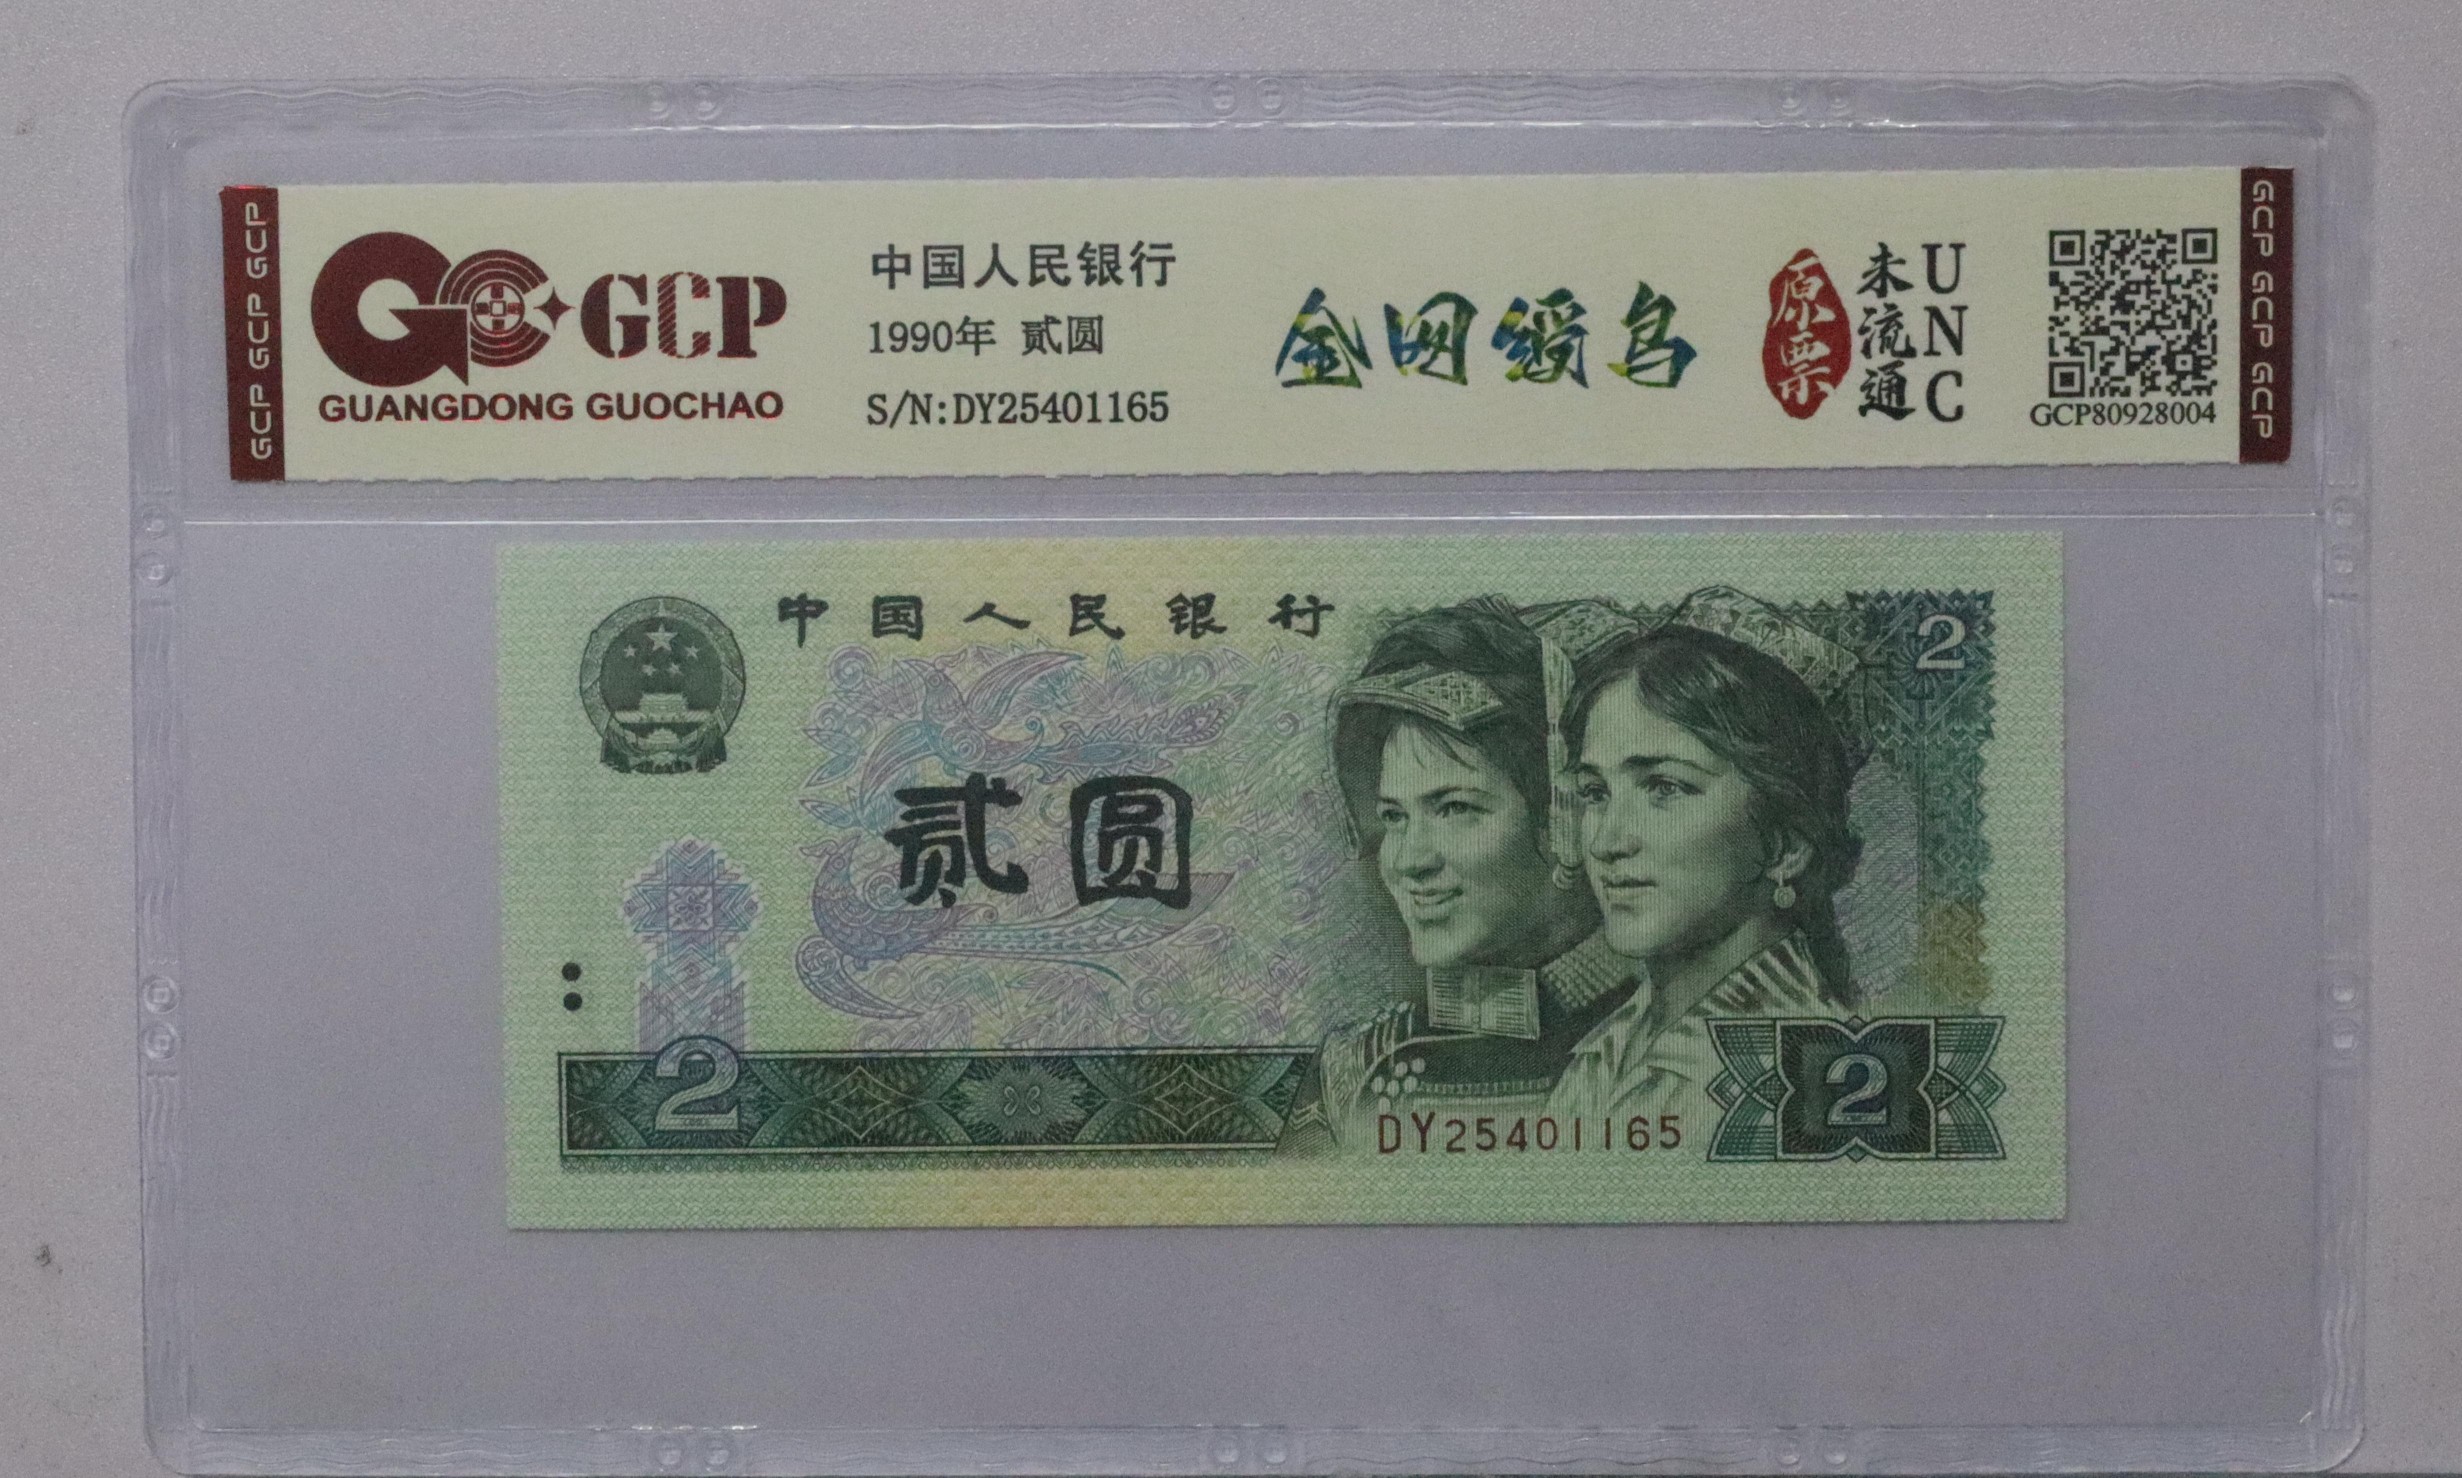 GCP GCP GCP
GCP
GUANGDONG GUOCHAO
中国人民银行
1990年 贰圆
S/N:DY25401165
金网绶鸟
原票
未流通
UNC
GCP80928004
GCP GCP GCP
中国人民银行
2
贰圆
2
DY25401165
2